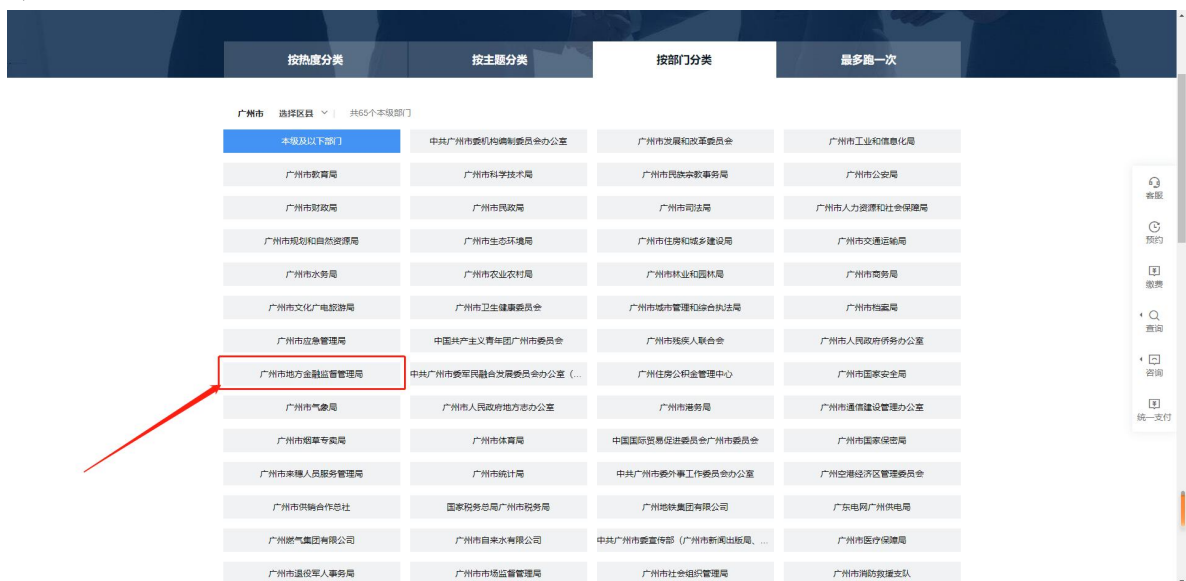 按热度分类 按主题分类 按部门分类 最多跑一次
广州市 选择区县 共65个本级部门
本级及以下部门 中共广州市委机构编制委员会办公室 广州市发展和改革委员会 广州市工业和信息化局
广州市教育局 广州市科学技术局 广州市民族宗教事务局 广州市公安局
广州市财政局 广州市民政局 广州市司法局 广州市人力资源和社会保障局
广州市规划和自然资源局 广州市生态环境局 广州市住房和城乡建设局 广州市交通运输局
广州市水务局 广州市农业农村局 广州市林业和园林局 广州市商务局
广州市文化广电旅游局 广州市卫生健康委员会 广州市城市管理和综合执法局 广州市档案局
广州市应急管理局 中国共产主义青年团广州市委员会 广州市残疾人联合会 广州市人民政府侨务办公室
广州市地方金融监督管理局 中共广州市委军民融合发展委员会办公室（... 广州住房公积金管理中心 广州市国家安全局
广州市气象局 广州市人民政府地方志办公室 广州市港务局 广州市通信建设管理办公室
广州市烟草专卖局 广州市体育局 中国国际贸易促进委员会广州市委员会 广州市国家保密局
广州市来穗人员服务管理局 广州市统计局 中共广州市委外事工作委员会办公室 广州空港经济区管理委员会
广州市供销合作总社 国家税务总局广州市税务局 广州地铁集团有限公司 广东电网广州供电局
广州燃气集团有限公司 广州市自来水有限公司 中共广州市委宣传部（广州市新闻出版局、... 广州市医疗保障局
广州市退役军人事务局 广州市市场监督管理局 广州市社会组织管理局 广州市消防救援支队
客服
预约
缴费
查询
咨询
统一支付